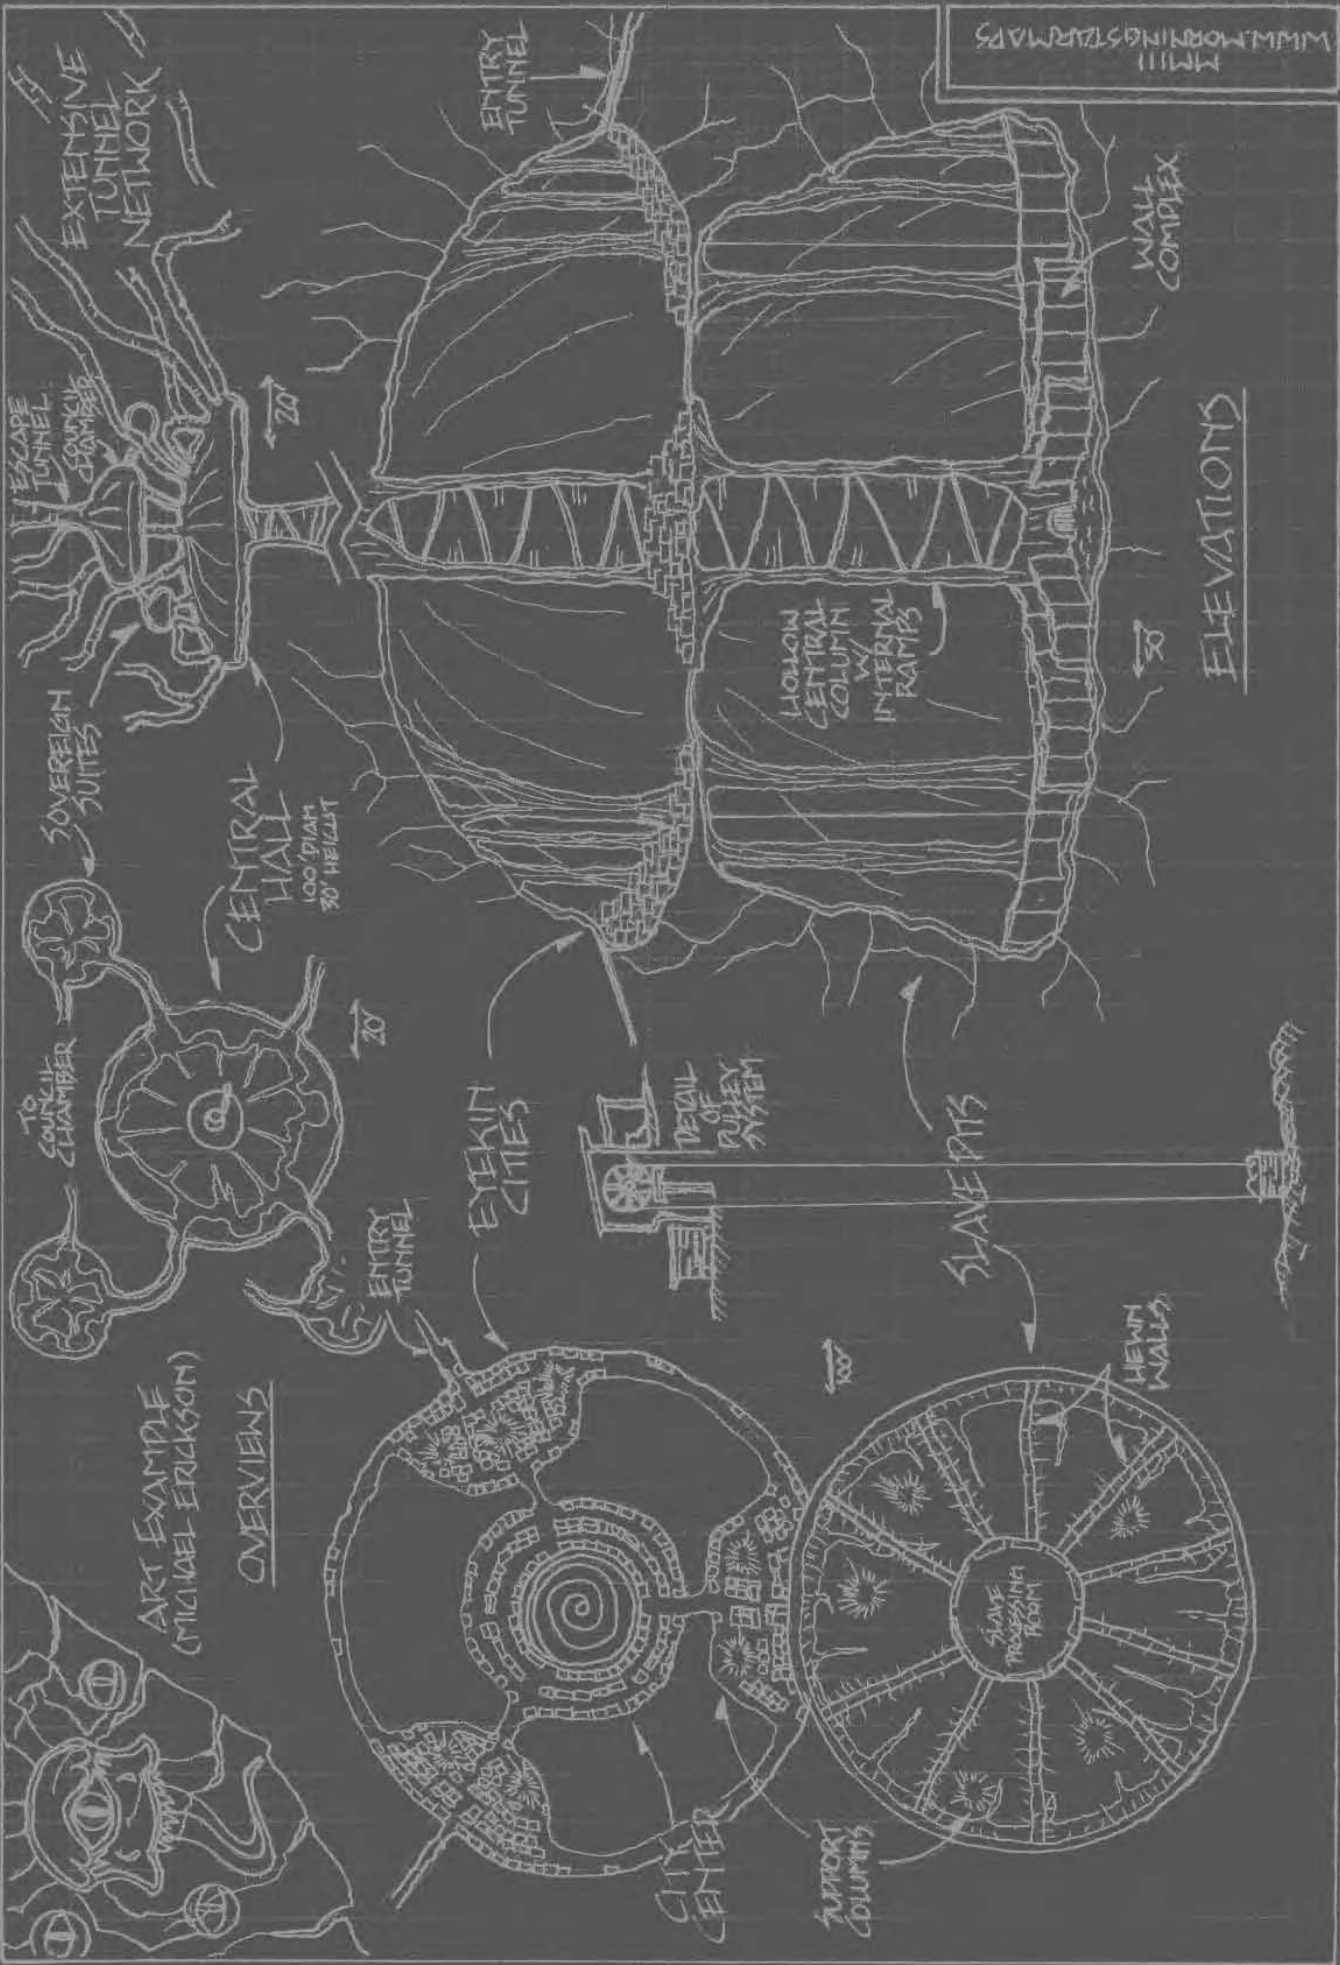 ART EXAMPLE
(MICHAEL ERICKSON)
OVERVIEWS
TO
COUNCIL
CHAMBER
SOVEREIGN
SUITES
ESCAPE
TUNNEL
COUNCIL
CHAMBER
EXTENSIVE
TUNNEL
NETWORK
CENTRAL
HALL
100' DIAM
30' HEIGHT
20'
20'
ENTRY
TUNNEL
ENTRY
TUNNEL
EYEKIN
CITIES
DETAIL
OF
PULLEY
SYSTEM
HOLLOW
CENTRAL
COLUMN
W/
INTERNAL
RAMPS
CITY
CENTER
SUPPORT
COLUMNS
100'
SLAVE PITS
SLAVE
PROCESSING
ROOM
HEWN
WALLS
WALL
COMPLEX
ELEVATIONS
MMIII
WWW.MORNINGSTARMAPS